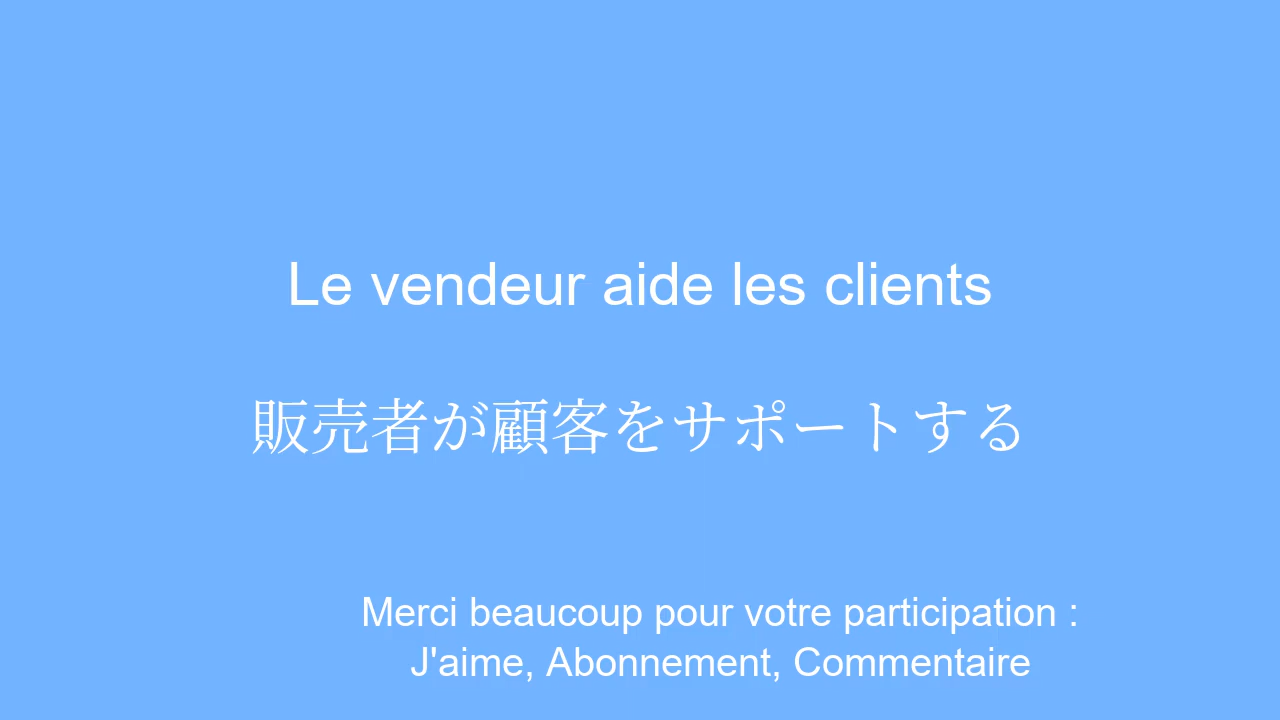 Le vendeur aide les clients
販売者が顧客をサポートする
Merci beaucoup pour votre participation :
J'aime, Abonnement, Commentaire